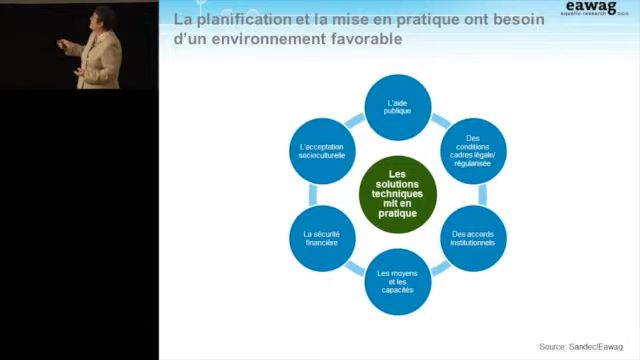 La planification et la mise en pratique ont besoin
d'un environnement favorable
eawag
aquatic research
L'aide
publique
L'acceptation
socioculturelle
Des
conditions
cadres légale/
régularisée
Les
solutions
techniques
mit en
pratique
La sécurité
financière
Des accords
institutionnels
Les moyens
et les
capacités
Source: Sandec/Eawag